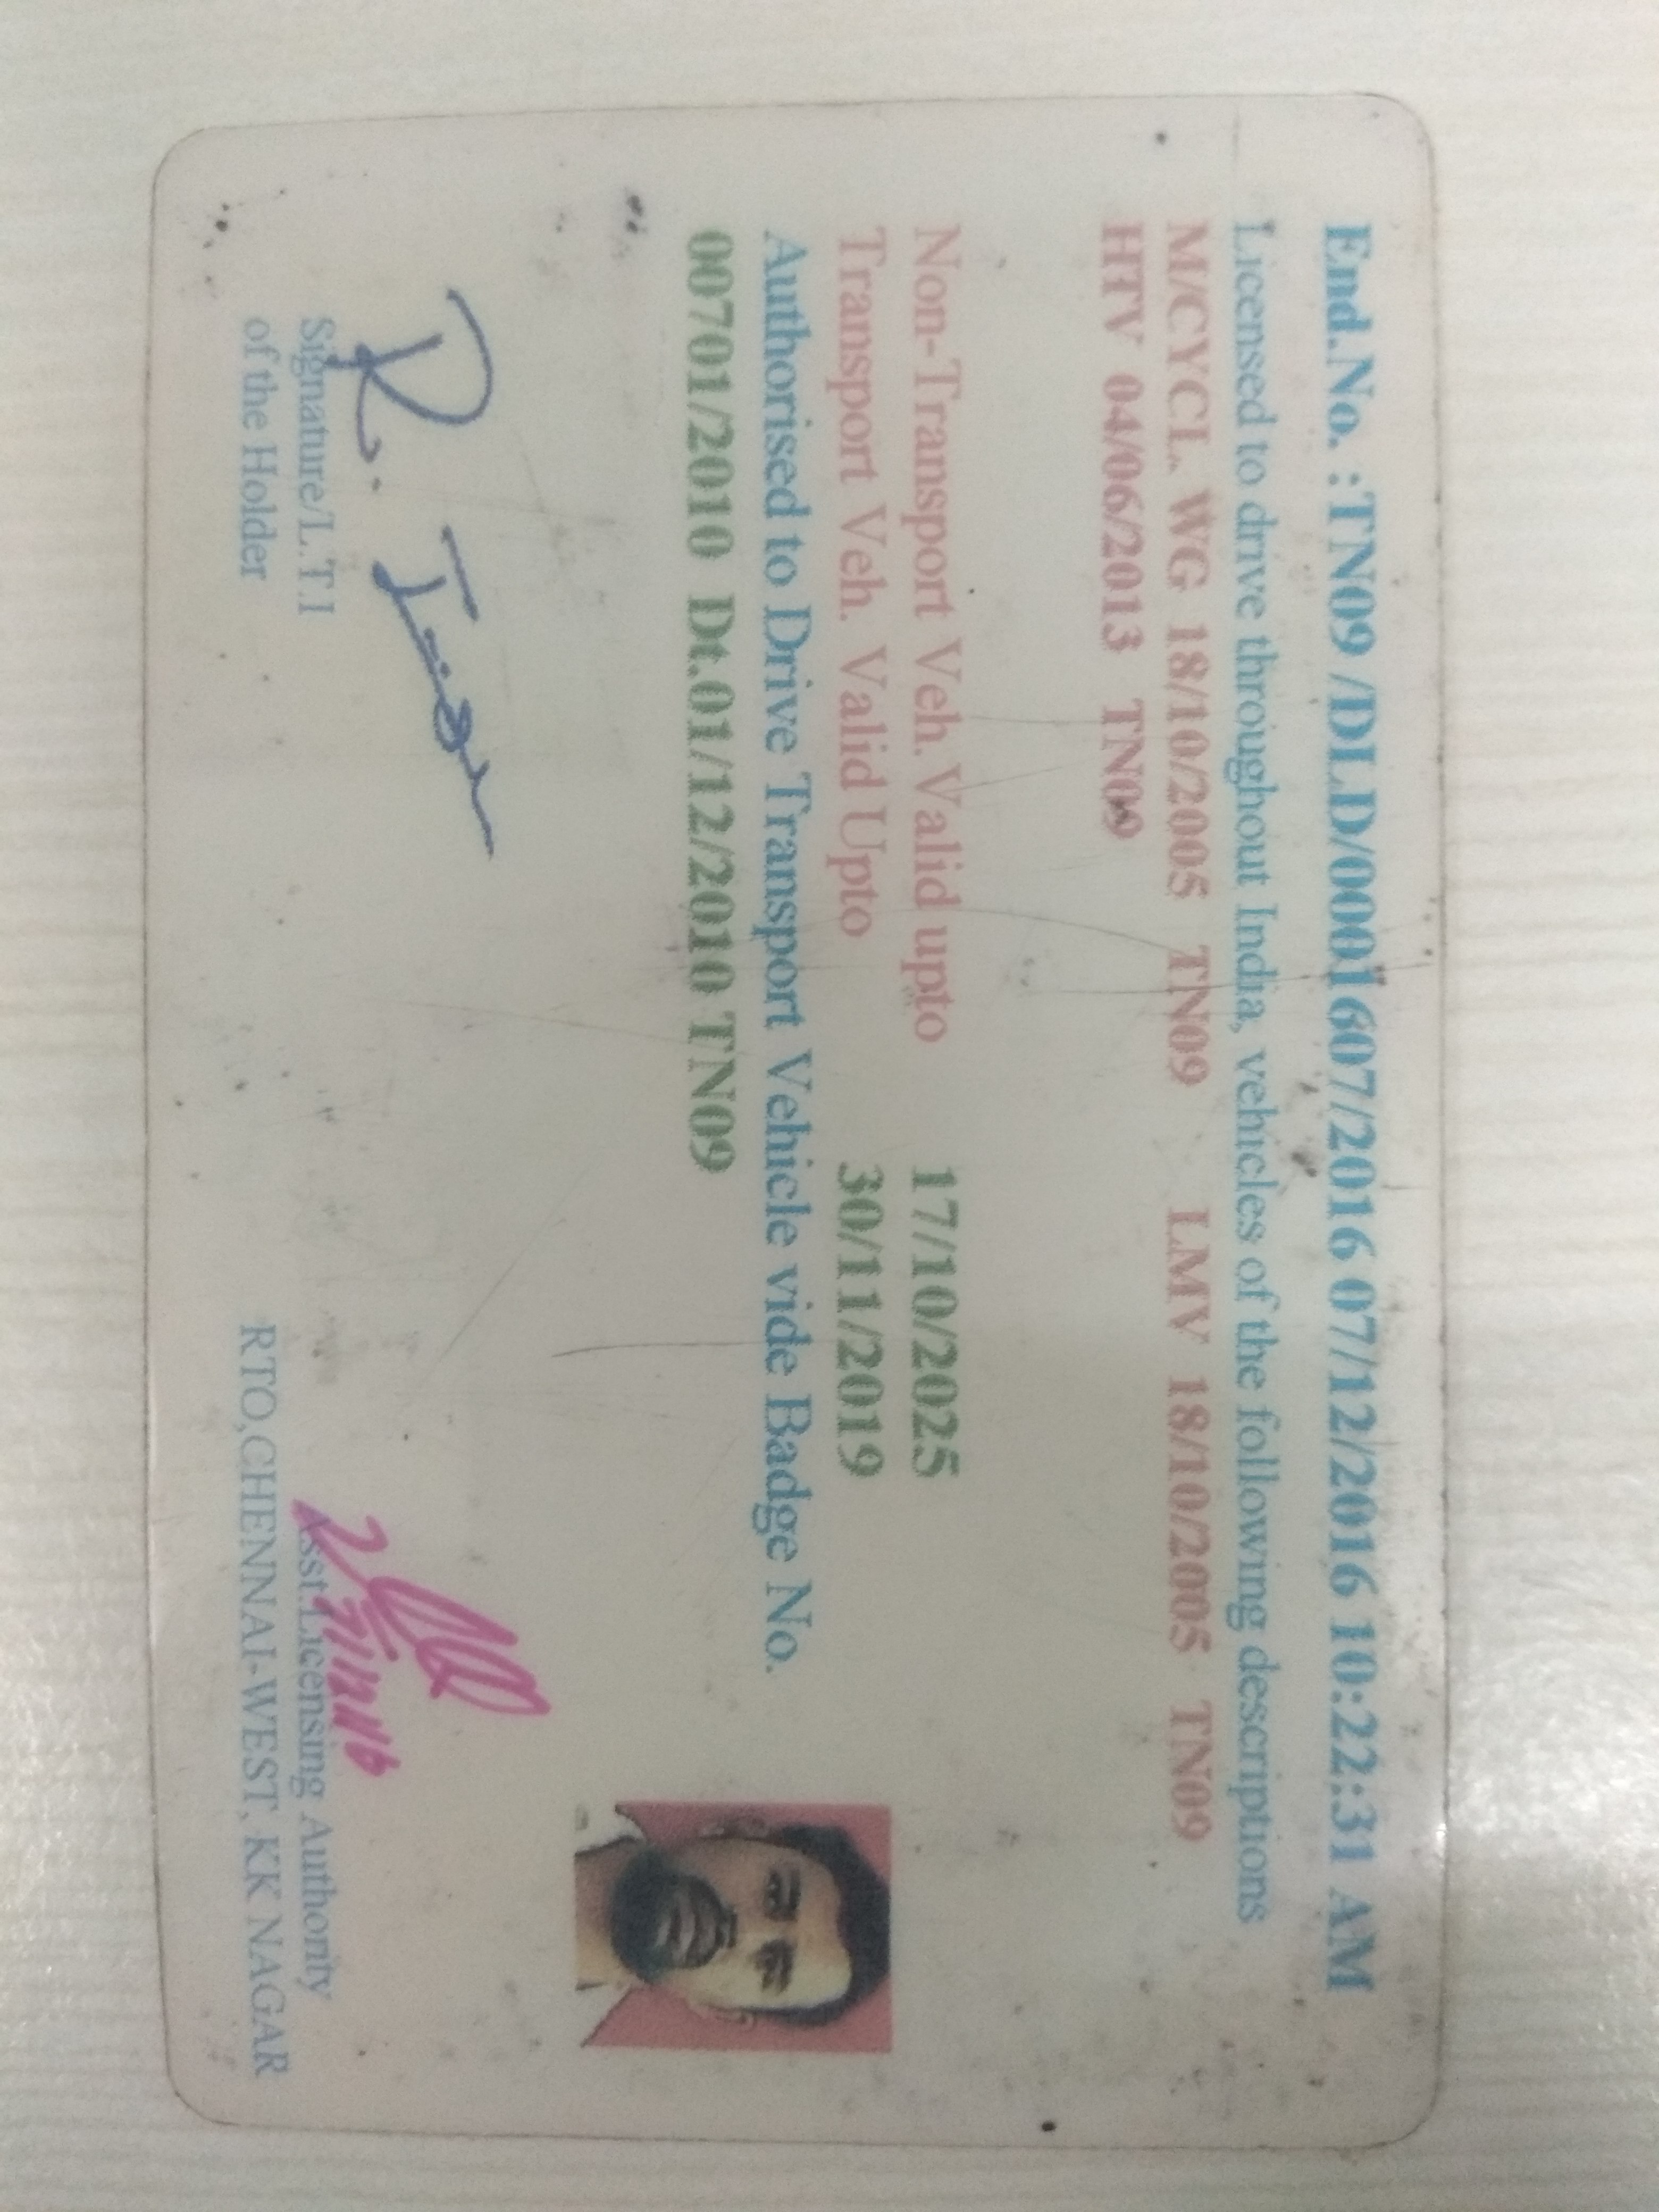 End.No. :TN09 /DLD/0001607/2016 07/12/2016 10:22:31 AM
Licensed to drive throughout India, vehicles of the following descriptions
M/CYCL. WG 18/10/2005 TN09 LMV 18/10/2005 TN09
HTV 04/06/2013 TN09
Non-Transport Veh. Valid upto 17/10/2025
Transport Veh. Valid Upto 30/11/2019
Authorised to Drive Transport Vehicle vide Badge No.
00701/2010 Dt.01/12/2010 TN09
R.
Signature/L.T.I
of the Holder
Asst.Licensing Authority
RTO,CHENNAI-WEST, KK NAGAR